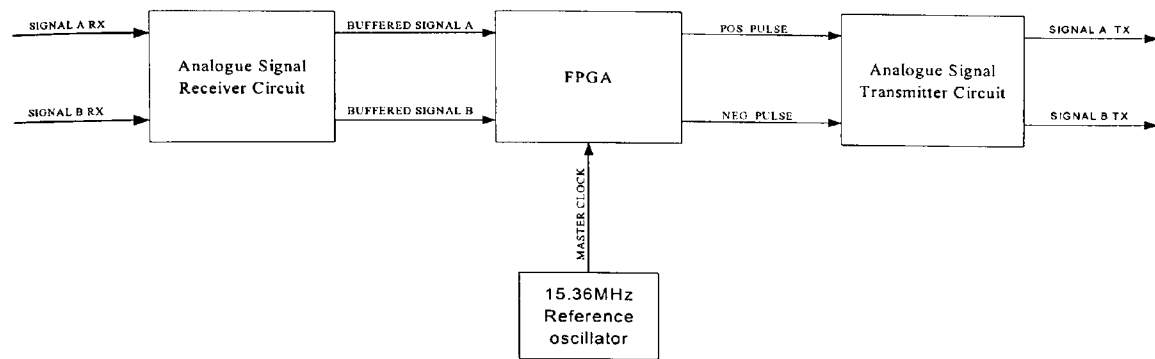 SIGNAL A RX
BUFFERED SIGNAL A
POS PULSE
SIGNAL A TX
Analogue Signal
Receiver Circuit
FPGA
Analogue Signal
Transmitter Circuit
SIGNAL B RX
BUFFERED SIGNAL B
NEG PULSE
SIGNAL B TX
MASTER CLOCK
15.36MHz
Reference
oscillator